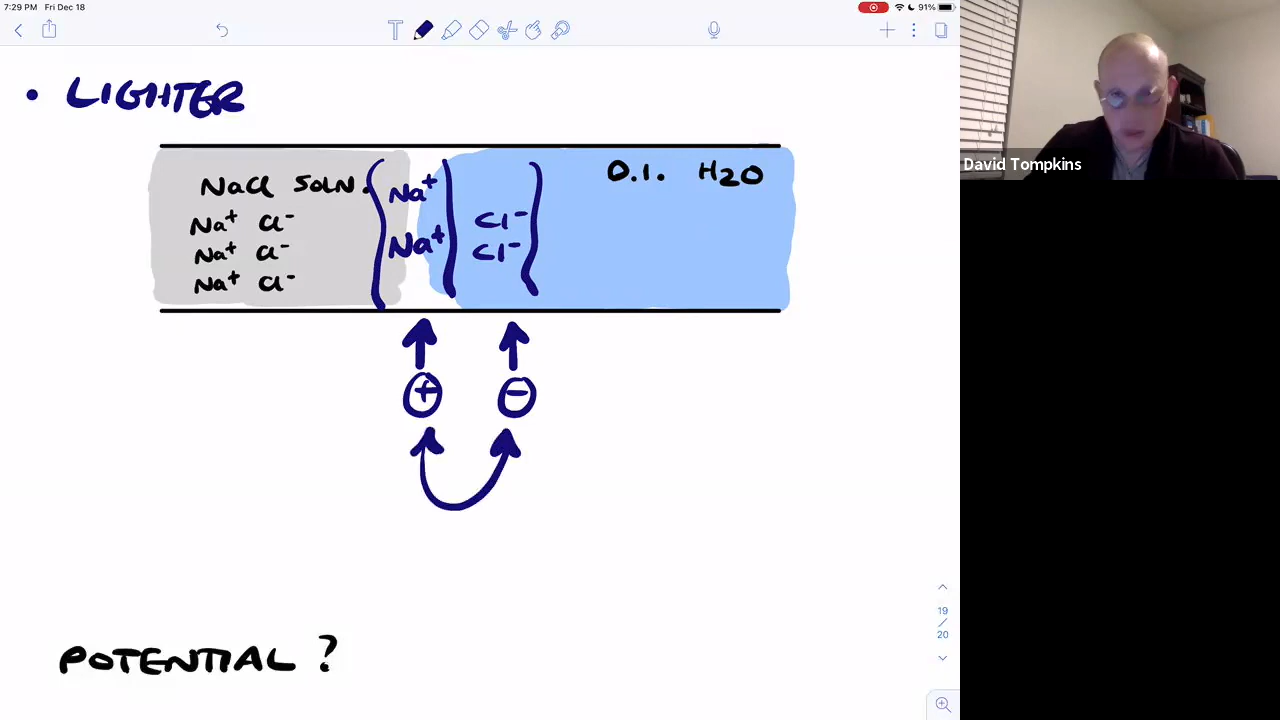 7:29 PM Fri Dec 18
91%
• LIGHTER
NaCl SOLN.
Na⁺ Cl⁻
Na⁺ Cl⁻
Na⁺ Cl⁻
Na⁺
Na⁺
Cl⁻
Cl⁻
D.I. H2O
+ −
POTENTIAL ?
19
/
20
David Tompkins